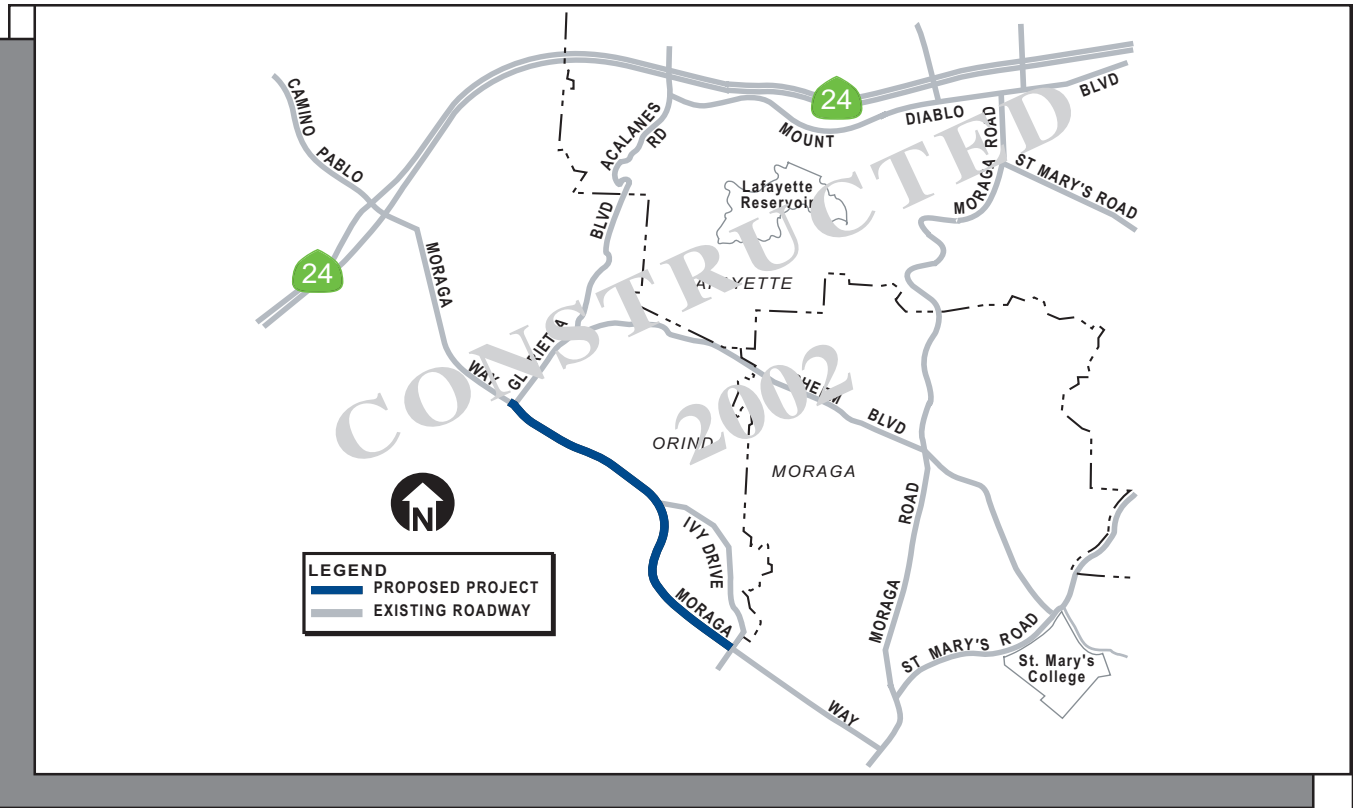 CAMINO
PABLO
24
24
ACALANES
RD
MOUNT
DIABLO
BLVD
MORAGA ROAD
ST MARY'S ROAD
Lafayette
Reservoir
BLVD
MORAGA
WAY
CONSTRUCTED
2002
BLVD
MORAGA
IVY DRIVE
MORAGA
ROAD
MORAGA
WAY
ST MARY'S ROAD
St. Mary's
College
N
LEGEND
PROPOSED PROJECT
EXISTING ROADWAY